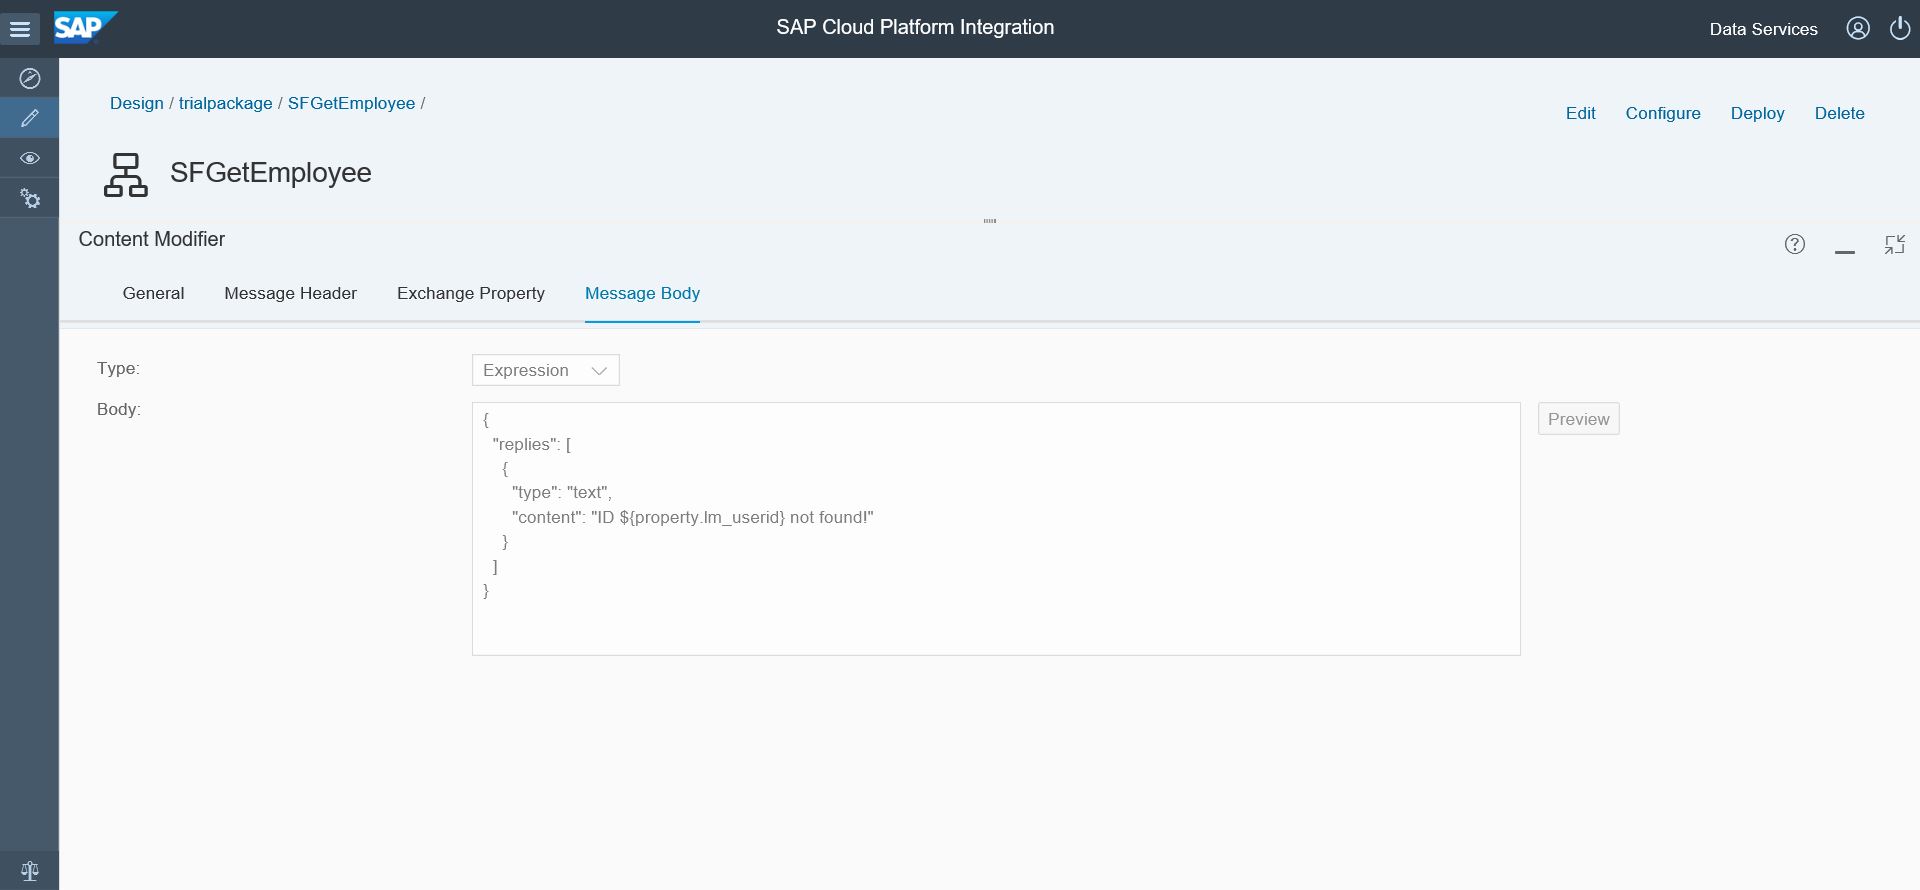 SAP
SAP Cloud Platform Integration
Data Services
Design / trialpackage / SFGetEmployee /
Edit Configure Deploy Delete
SFGetEmployee
Content Modifier
General Message Header Exchange Property Message Body
Type:
Expression
Body:
{
"replies": [
{
"type": "text",
"content": "ID ${property.lm_userid} not found!"
}
]
}
Preview